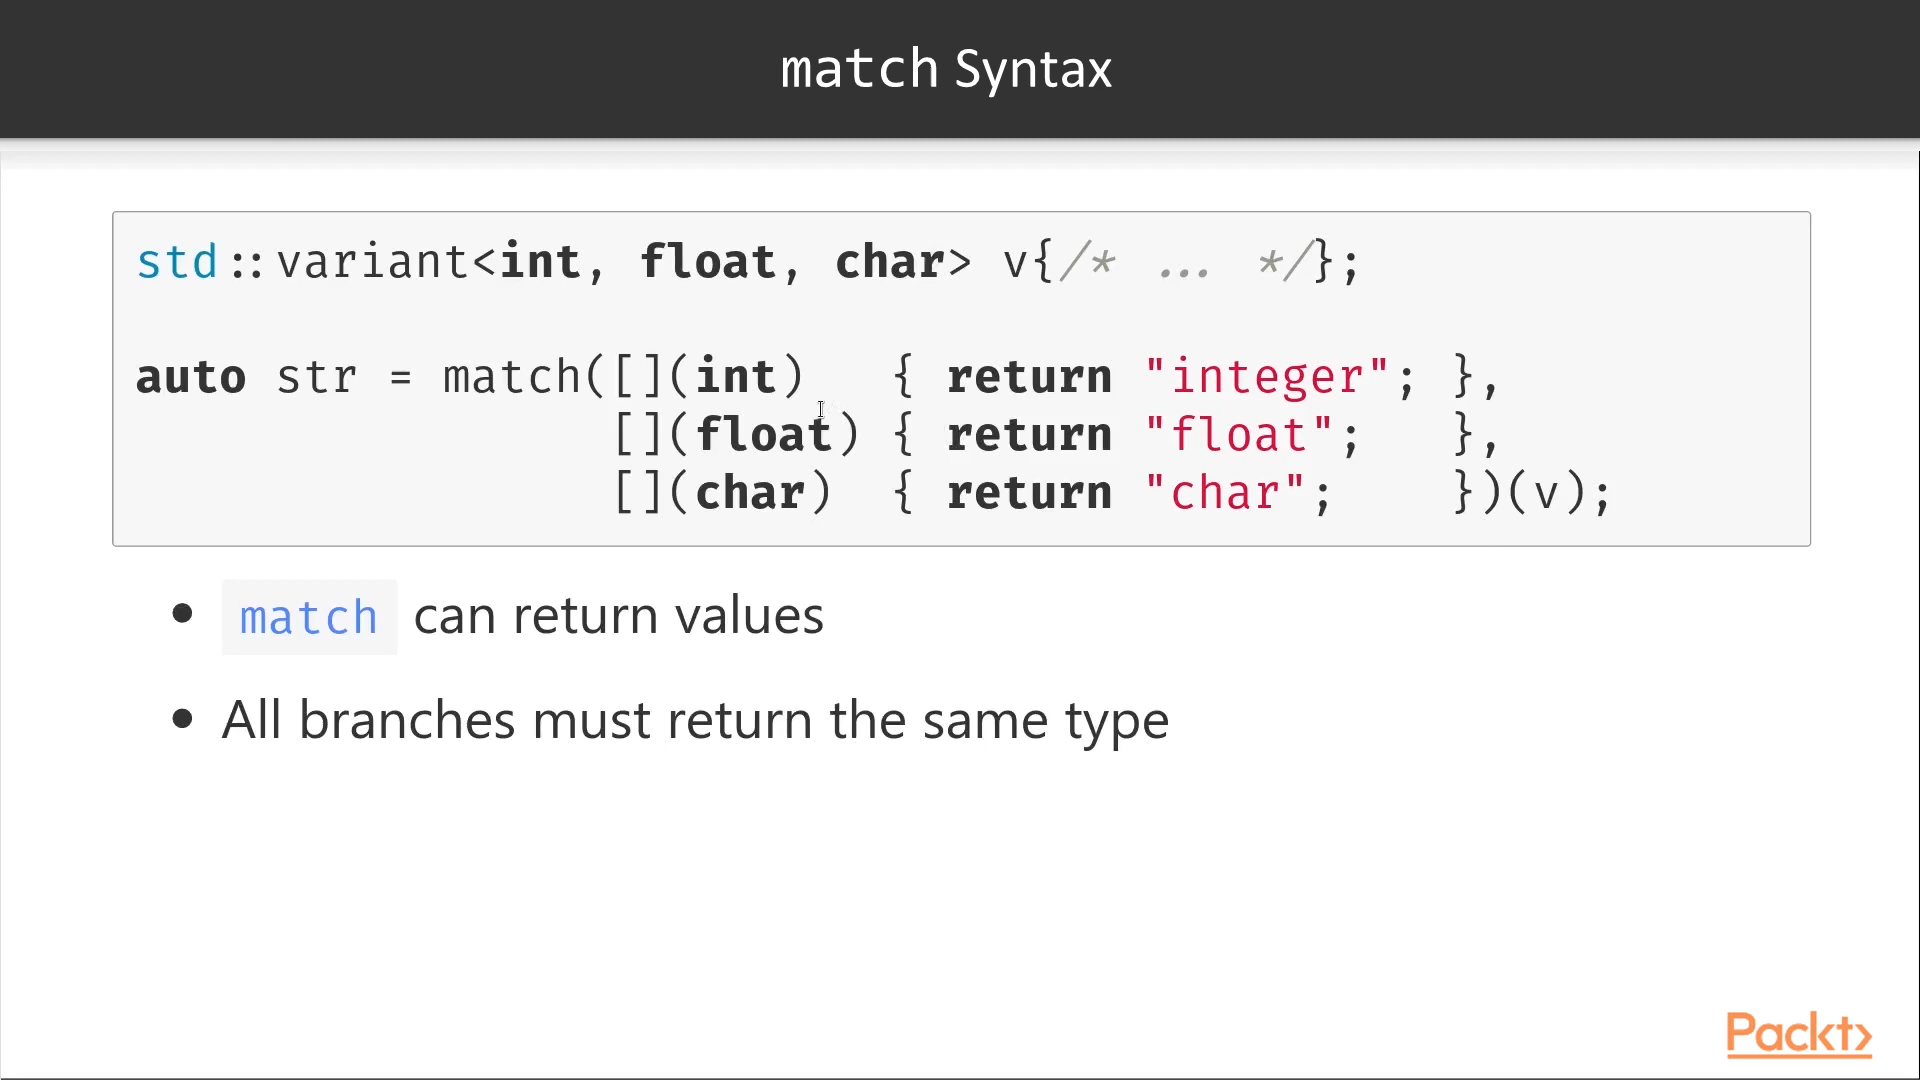 match Syntax
std::variant<int, float, char> v{/* ... */};
auto str = match([](int)   { return "integer"; },
                 [](float) { return "float";   },
                 [](char)  { return "char";    })(v);
• match can return values
• All branches must return the same type
Packt>